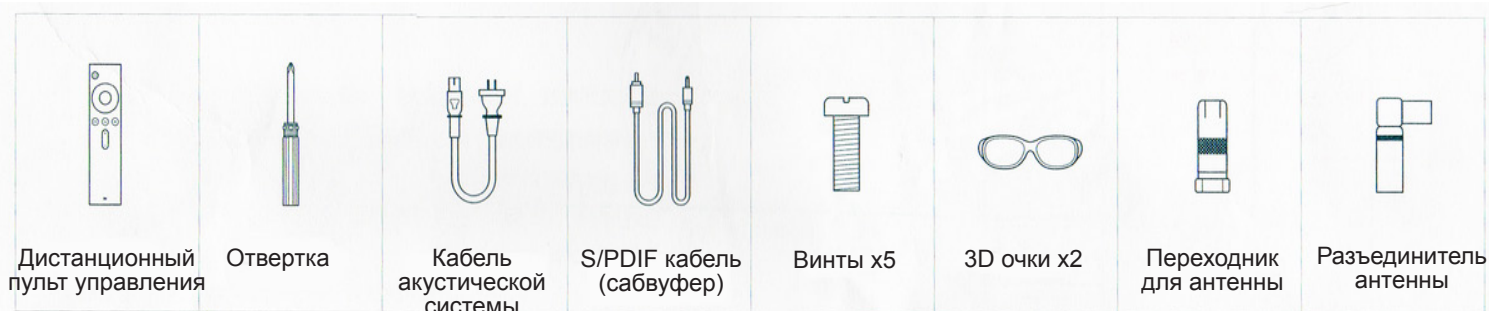 Дистанционный
пульт управления
Отвертка
Кабель
акустической
системы
S/PDIF кабель
(сабвуфер)
Винты x5
3D очки x2
Переходник
для антенны
Разъединитель
антенны